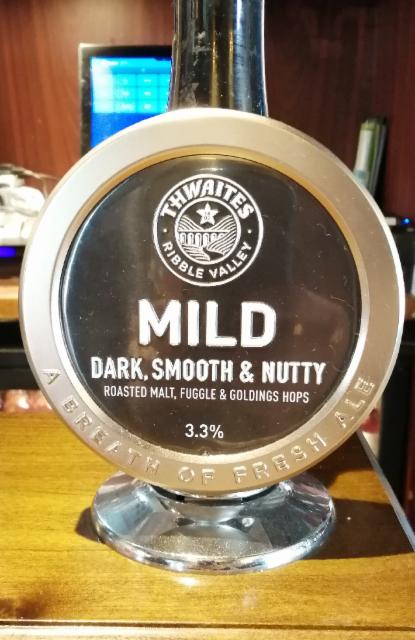 THWAITES
RIBBLE VALLEY
MILD
DARK, SMOOTH & NUTTY
ROASTED MALT, FUGGLE & GOLDINGS HOPS
3.3%
A BREATH OF FRESH ALE